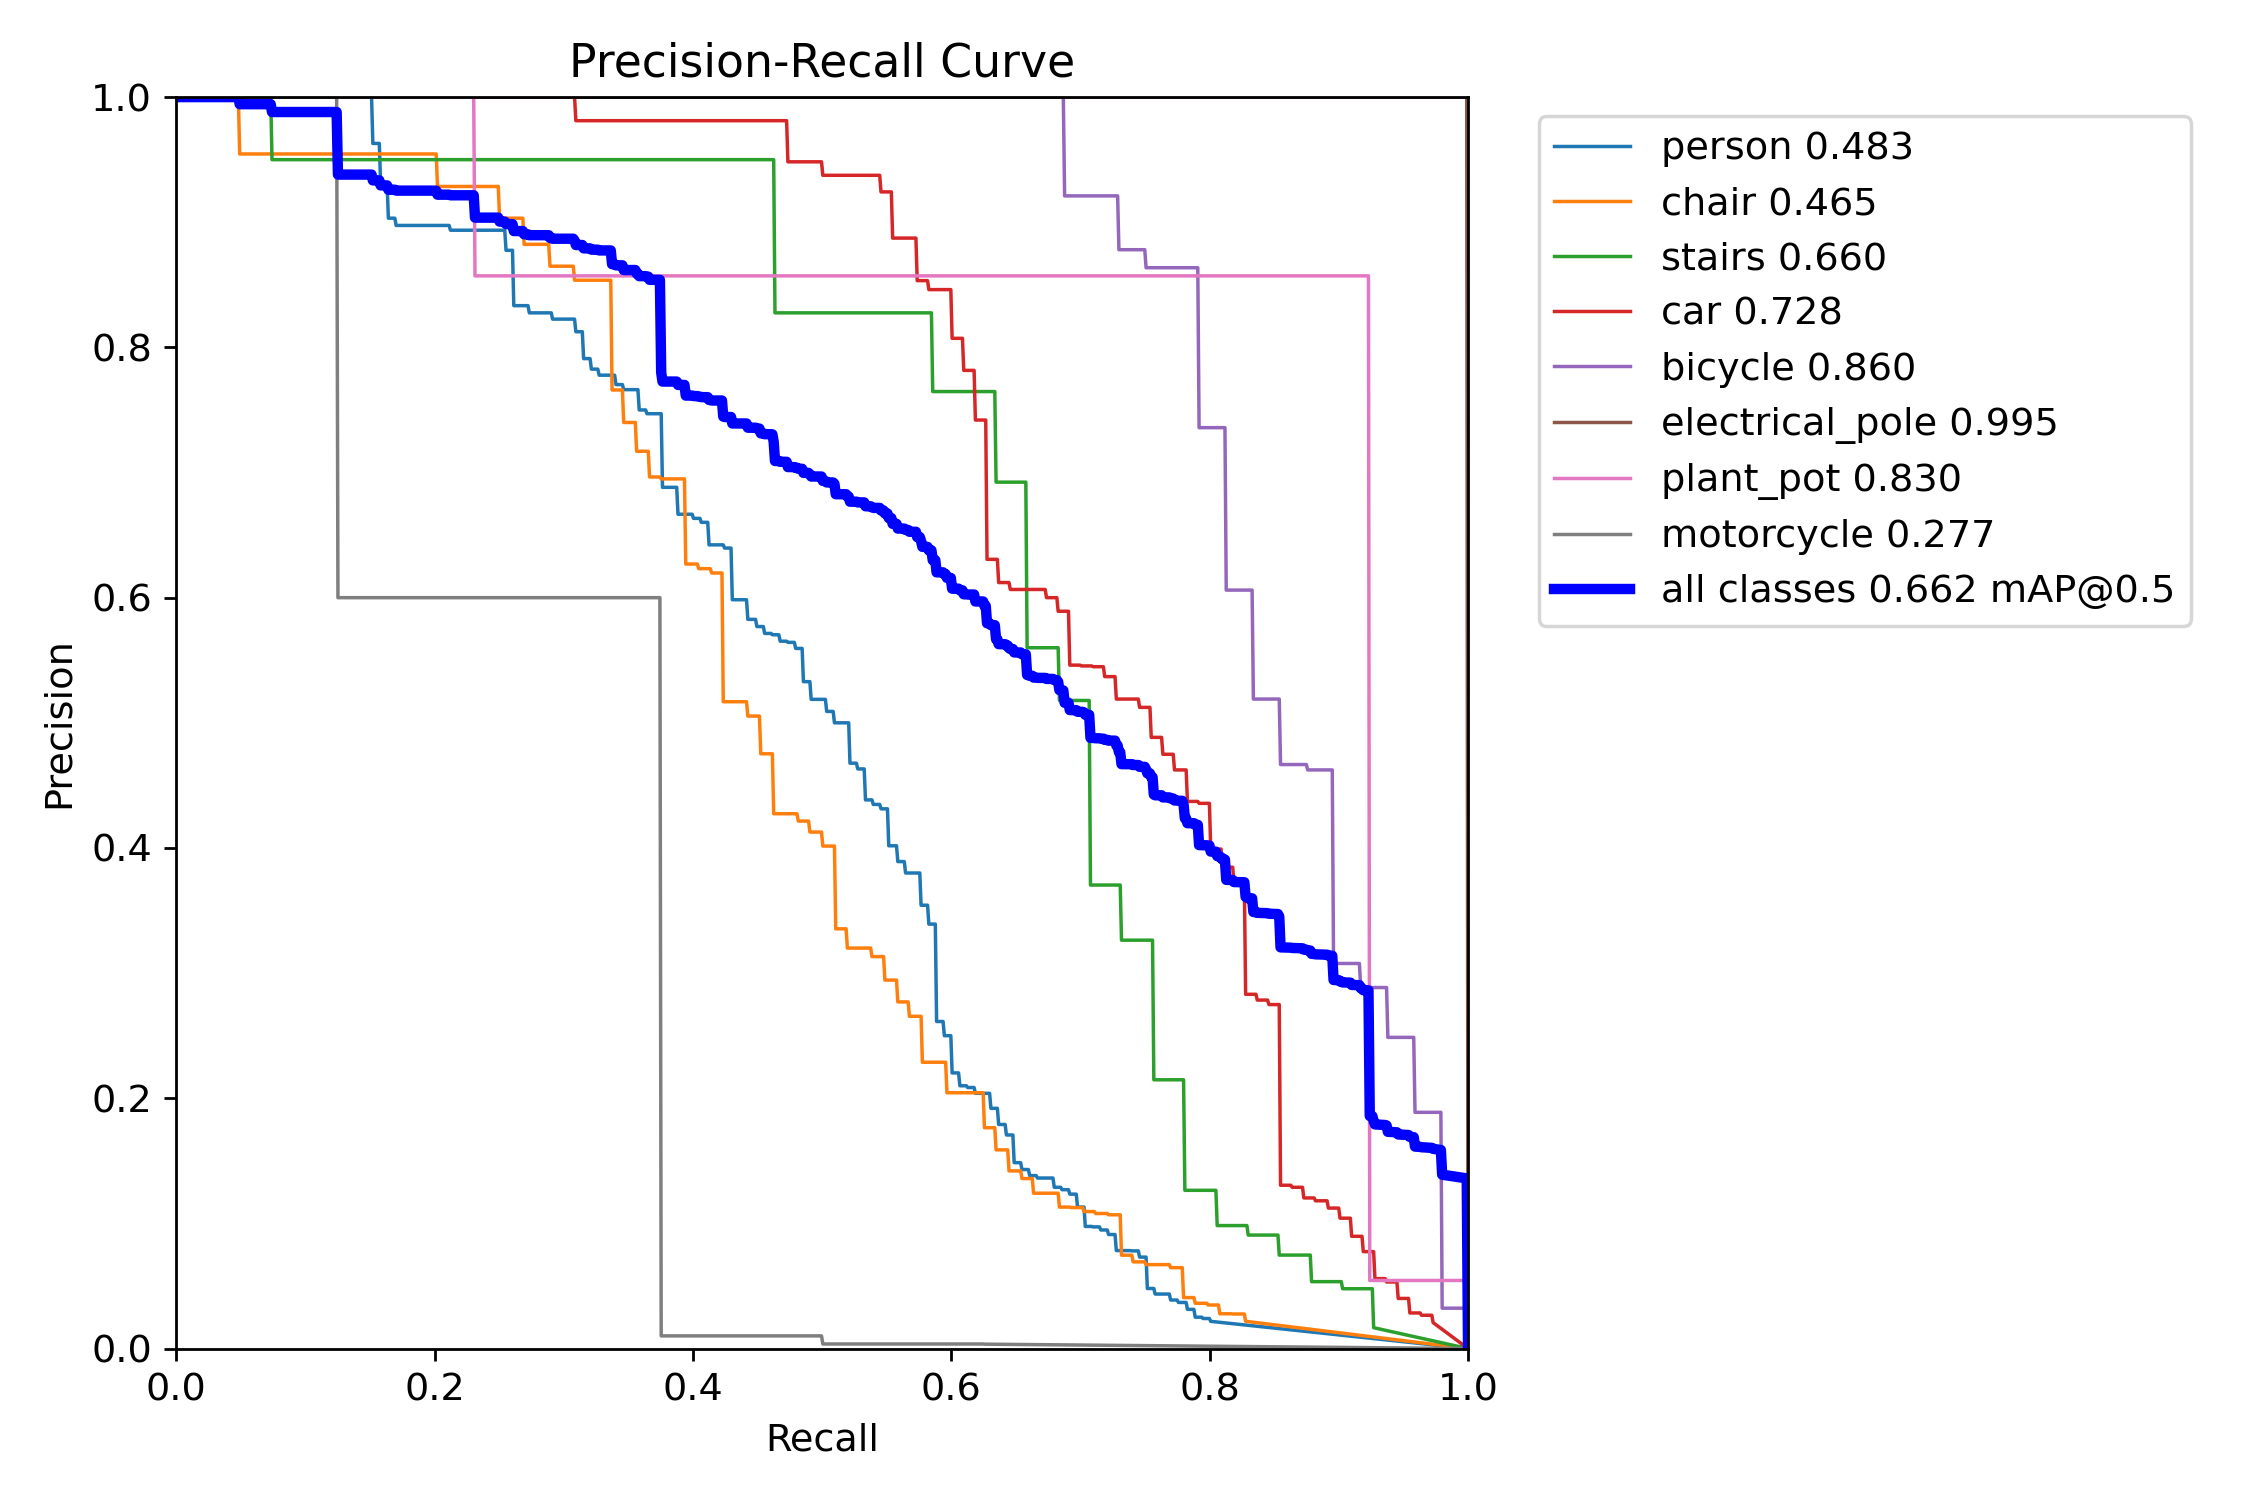 Precision-Recall Curve
1.0
0.8
0.6
0.4
0.2
0.0
Precision
0.0 0.2 0.4 0.6 0.8 1.0
Recall
person 0.483
chair 0.465
stairs 0.660
car 0.728
bicycle 0.860
electrical_pole 0.995
plant_pot 0.830
motorcycle 0.277
all classes 0.662 mAP@0.5